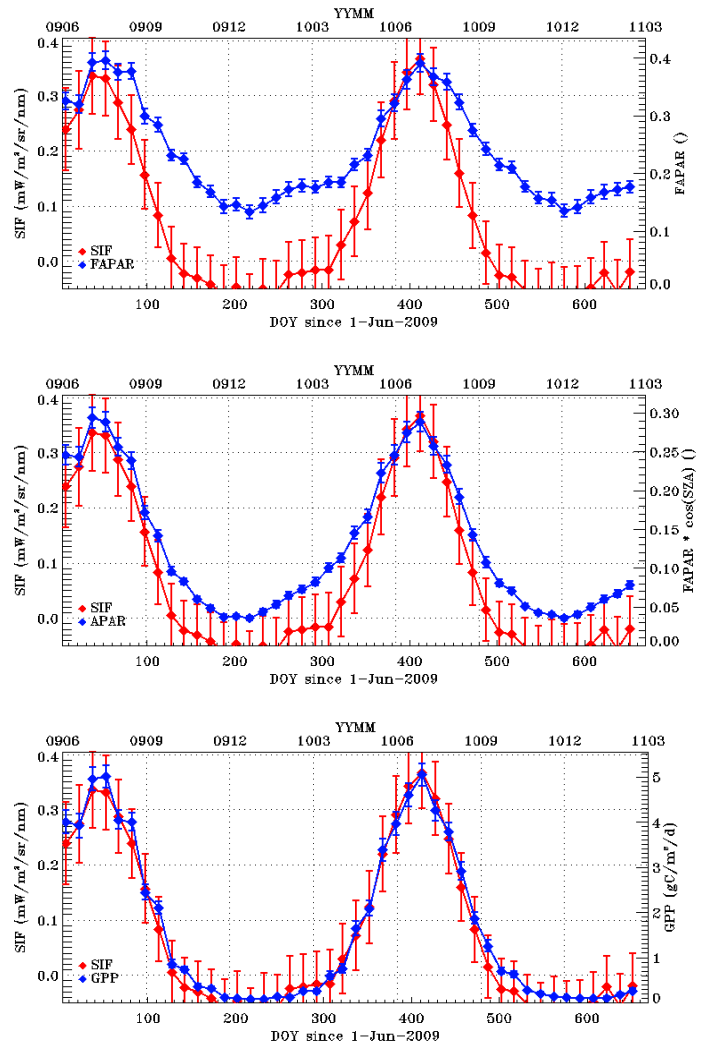 YYMM
0906 0909 0912 1003 1006 1009 1012 1103
0.4
0.3
0.2
0.1
0.0
SIF (mW/m²/sr/nm)
0.4
0.3
0.2
0.1
0.0
FAPAR ()
SIF
FAPAR
100 200 300 400 500 600
DOY since 1-Jun-2009
YYMM
0906 0909 0912 1003 1006 1009 1012 1103
0.4
0.3
0.2
0.1
0.0
SIF (mW/m²/sr/nm)
0.30
0.25
0.20
0.15
0.10
0.05
0.00
FAPAR * cos(SZA) ()
SIF
APAR
100 200 300 400 500 600
DOY since 1-Jun-2009
YYMM
0906 0909 0912 1003 1006 1009 1012 1103
0.4
0.3
0.2
0.1
0.0
SIF (mW/m²/sr/nm)
5
4
3
2
1
0
GPP (gC/m²/d)
SIF
GPP
100 200 300 400 500 600
DOY since 1-Jun-2009